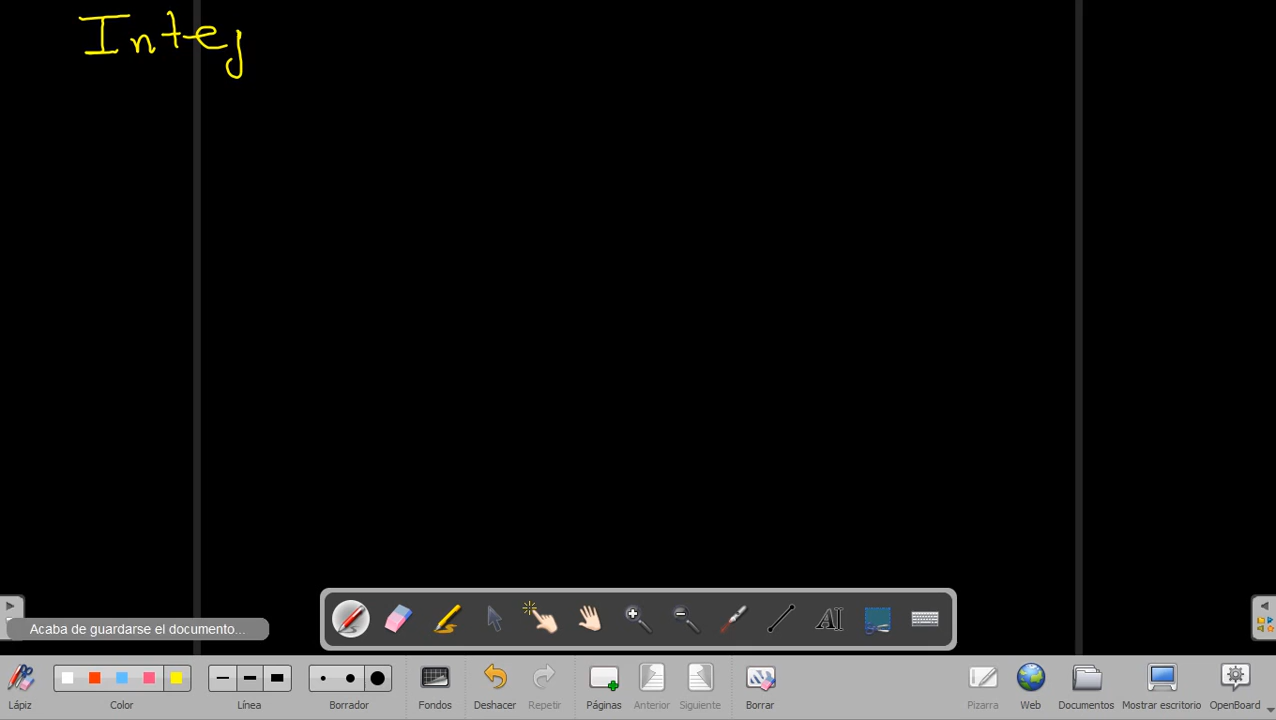 Integ
Acaba de guardarse el documento...
Lápiz
Color
Línea
Borrador
Fondos
Deshacer
Repetir
Páginas
Anterior
Siguiente
Borrar
Pizarra
Web
Documentos
Mostrar escritorio
OpenBoard
AI